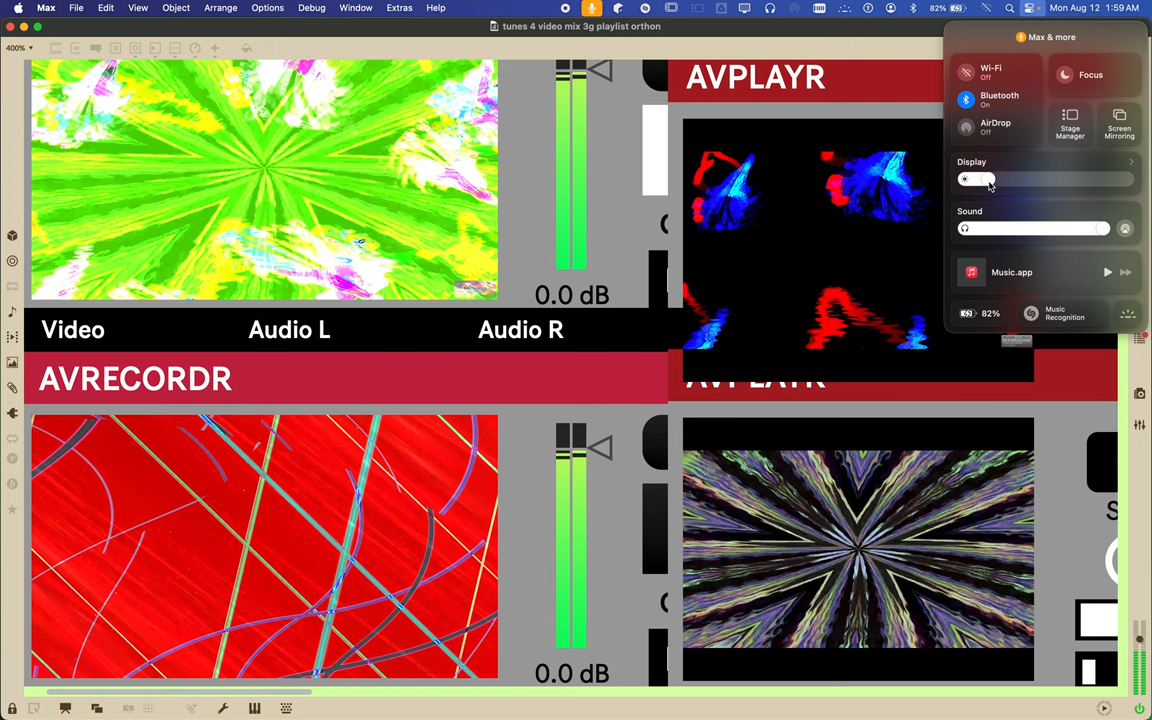 Max File Edit View Object Arrange Options Debug Window Extras Help 82% Mon Aug 12 1:59 AM
tunes 4 video mix 3g playlist orthon
400%
Max & more
Wi-Fi
Off
Focus
Bluetooth
On
AirDrop
Off
Stage
Manager
Screen
Mirroring
Display
Sound
Music.app
82%
Music
Recognition
AVPLAYR
0.0 dB
Video Audio L Audio R
AVRECORDR
AVPLAYR
0.0 dB